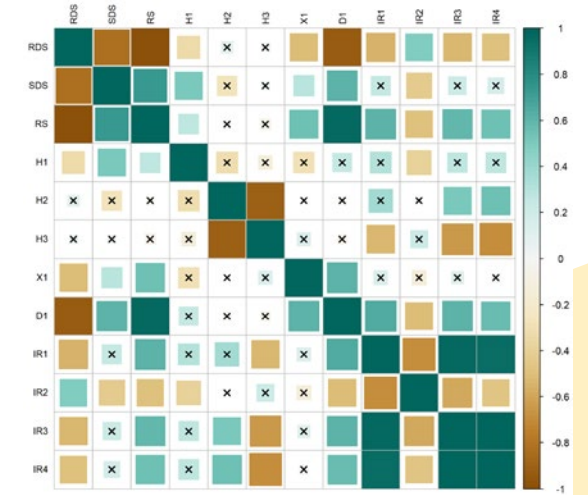 RDS SDS RS H1 H2 H3 X1 D1 IR1 IR2 IR3 IR4
1
RDS
0.8
SDS
0.6
RS
0.4
H1
0.2
H2
0
H3
-0.2
X1
D1
-0.4
IR1
-0.6
IR2
IR3
-0.8
IR4
-1